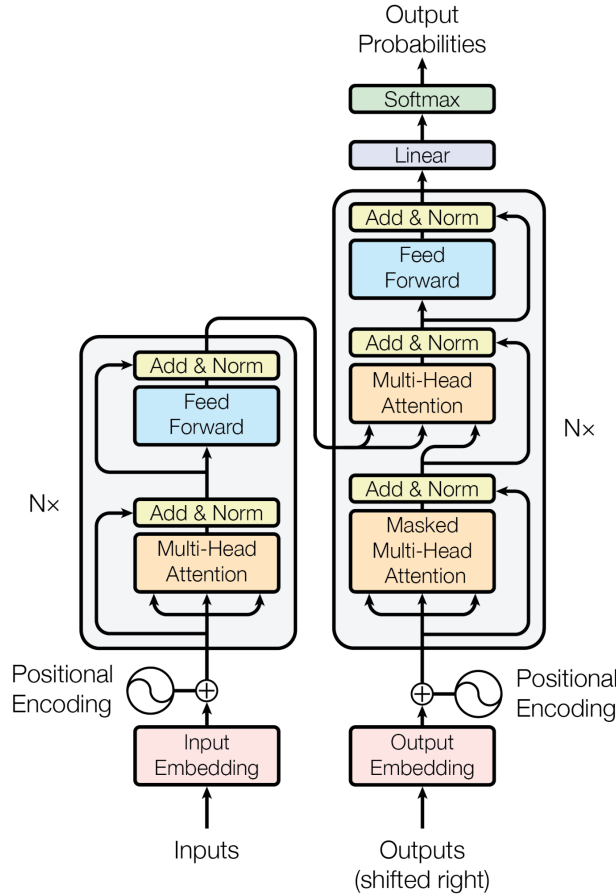 Output
Probabilities
Softmax
Linear
Add & Norm
Feed
Forward
Add & Norm
Multi-Head
Attention
Add & Norm
Masked
Multi-Head
Attention
Nx
Add & Norm
Feed
Forward
Add & Norm
Multi-Head
Attention
Nx
Positional
Encoding
Positional
Encoding
Input
Embedding
Output
Embedding
Inputs
Outputs
(shifted right)